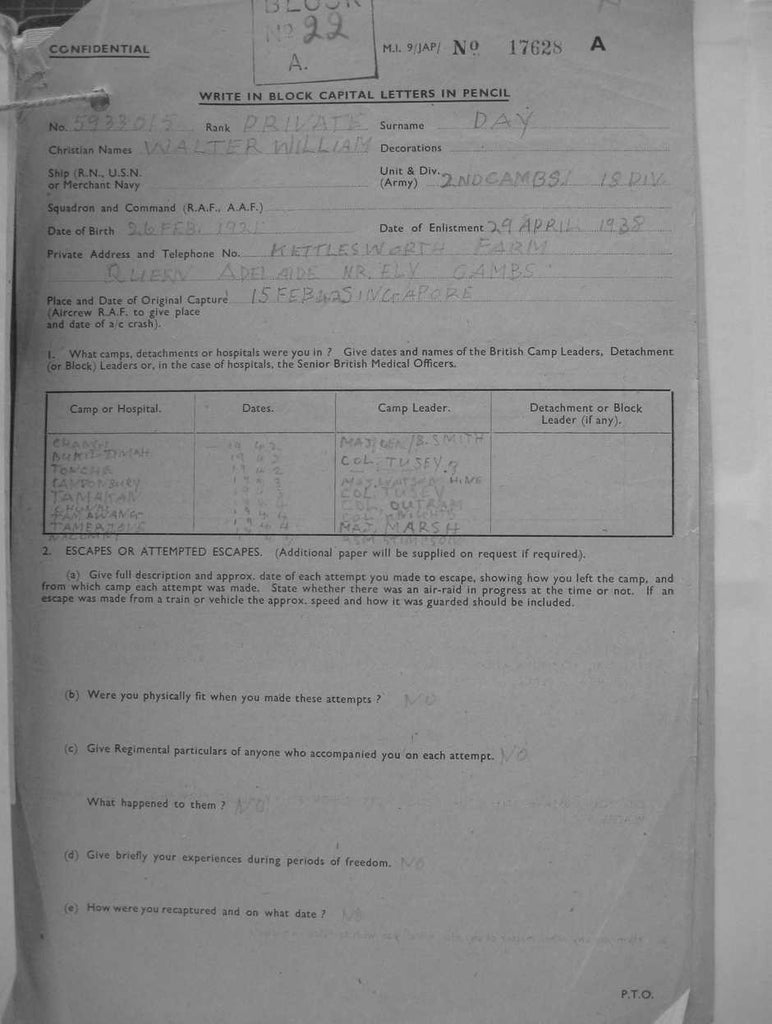 BLOCK
No 22
A.
CONFIDENTIAL
M.I. 9/JAP/ No 17628 A
WRITE IN BLOCK CAPITAL LETTERS IN PENCIL
No. 5933015 Rank PRIVATE Surname DAY
Christian Names WALTER WILLIAM Decorations
Ship (R.N., U.S.N. or Merchant Navy
Unit & Div. (Army) 2ND CAMBS / 18 DIV
Squadron and Command (R.A.F., A.A.F.)
Date of Birth 26 FEB. Date of Enlistment 29 APRIL 1938
Private Address and Telephone No. KETTLESWORTH FARM
QUEEN ADELAIDE NR. ELY CAMBS
Place and Date of Original Capture 15 FEB 42 SINGAPORE
(Aircrew R.A.F. to give place
and date of a/c crash).
1. What camps, detachments or hospitals were you in ? Give dates and names of the British Camp Leaders, Detachment
(or Block) Leaders or, in the case of hospitals, the Senior British Medical Officers.
Camp or Hospital. Dates. Camp Leader. Detachment or Block
Leader (if any).
CHANGI 1942 MAJ GEN / B. SMITH
BUKIT TIMAH 19 COL. TUSEY
1942
MAJ.
TAMAKAN COL TUSEY
COL. OUTRAM
1944
1944 MAJ. MARSH
2. ESCAPES OR ATTEMPTED ESCAPES. (Additional paper will be supplied on request if required.).
(a) Give full description and approx. date of each attempt you made to escape, showing how you left the camp, and
from which camp each attempt was made. State whether there was an air-raid in progress at the time or not. If an
escape was made from a train or vehicle the approx. speed and how it was guarded should be included.
(b) Were you physically fit when you made these attempts ? NO
(c) Give Regimental particulars of anyone who accompanied you on each attempt. NO
What happened to them ? NO
(d) Give briefly your experiences during periods of freedom. NO
(e) How were you recaptured and on what date ? NO
P.T.O.